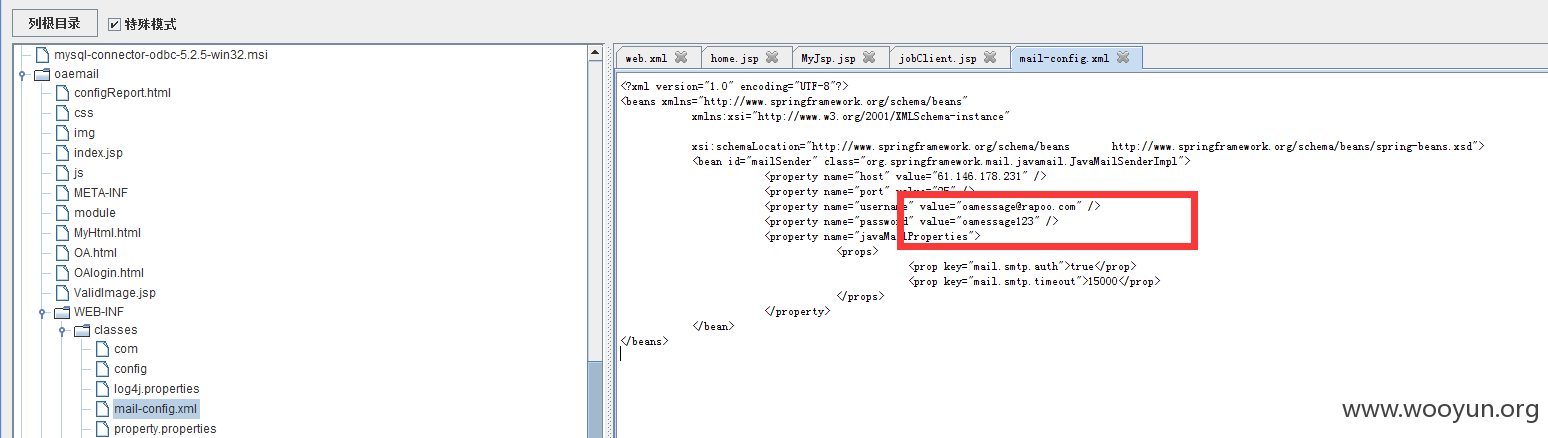 列根目录
特殊模式
mysql-connector-odbc-5.2.5-win32.msi
oaemail
configReport.html
css
img
index.jsp
js
META-INF
module
MyHtml.html
OA.html
OAlogin.html
ValidImage.jsp
WEB-INF
classes
com
config
log4j.properties
mail-config.xml
property.properties
web.xml
home.jsp
MyJsp.jsp
jobClient.jsp
mail-config.xml
<?xml version="1.0" encoding="UTF-8"?>
<beans xmlns="http://www.springframework.org/schema/beans"
xmlns:xsi="http://www.w3.org/2001/XMLSchema-instance"
xsi:schemaLocation="http://www.springframework.org/schema/beans http://www.springframework.org/schema/beans/spring-beans.xsd">
<bean id="mailSender" class="org.springframework.mail.javamail.JavaMailSenderImpl">
<property name="host" value="61.146.178.231" />
<property name="port" value="25" />
<property name="username" value="oamessage@rapoo.com" />
<property name="password" value="oamessage123" />
<property name="javaMailProperties">
<props>
<prop key="mail.smtp.auth">true</prop>
<prop key="mail.smtp.timeout">15000</prop>
</props>
</property>
</bean>
</beans>
www.wooyun.org